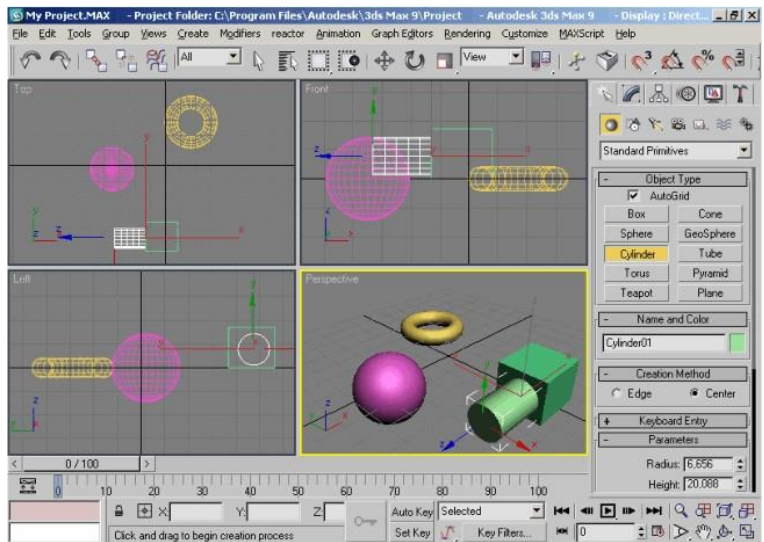 My Project.MAX - Project Folder: C:\Program Files\Autodesk\3ds Max 9\Project - Autodesk 3ds Max 9 - Display : Direct...
File Edit Tools Group Views Create Modifiers reactor Animation Graph Editors Rendering Customize MAXScript Help
All View
Top
Front
Left
Perspective
Standard Primitives
Object Type
AutoGrid
Box Cone
Sphere GeoSphere
Cylinder Tube
Torus Pyramid
Teapot Plane
Name and Color
Cylinder01
Creation Method
Edge Center
Keyboard Entry
Parameters
Radius: 6,656
Height: 20,088
0 / 100
0 10 20 30 40 50 60 70 80 90 100
X: Y: Z:
Auto Key Selected
Click and drag to begin creation process
Set Key Key Filters... 0